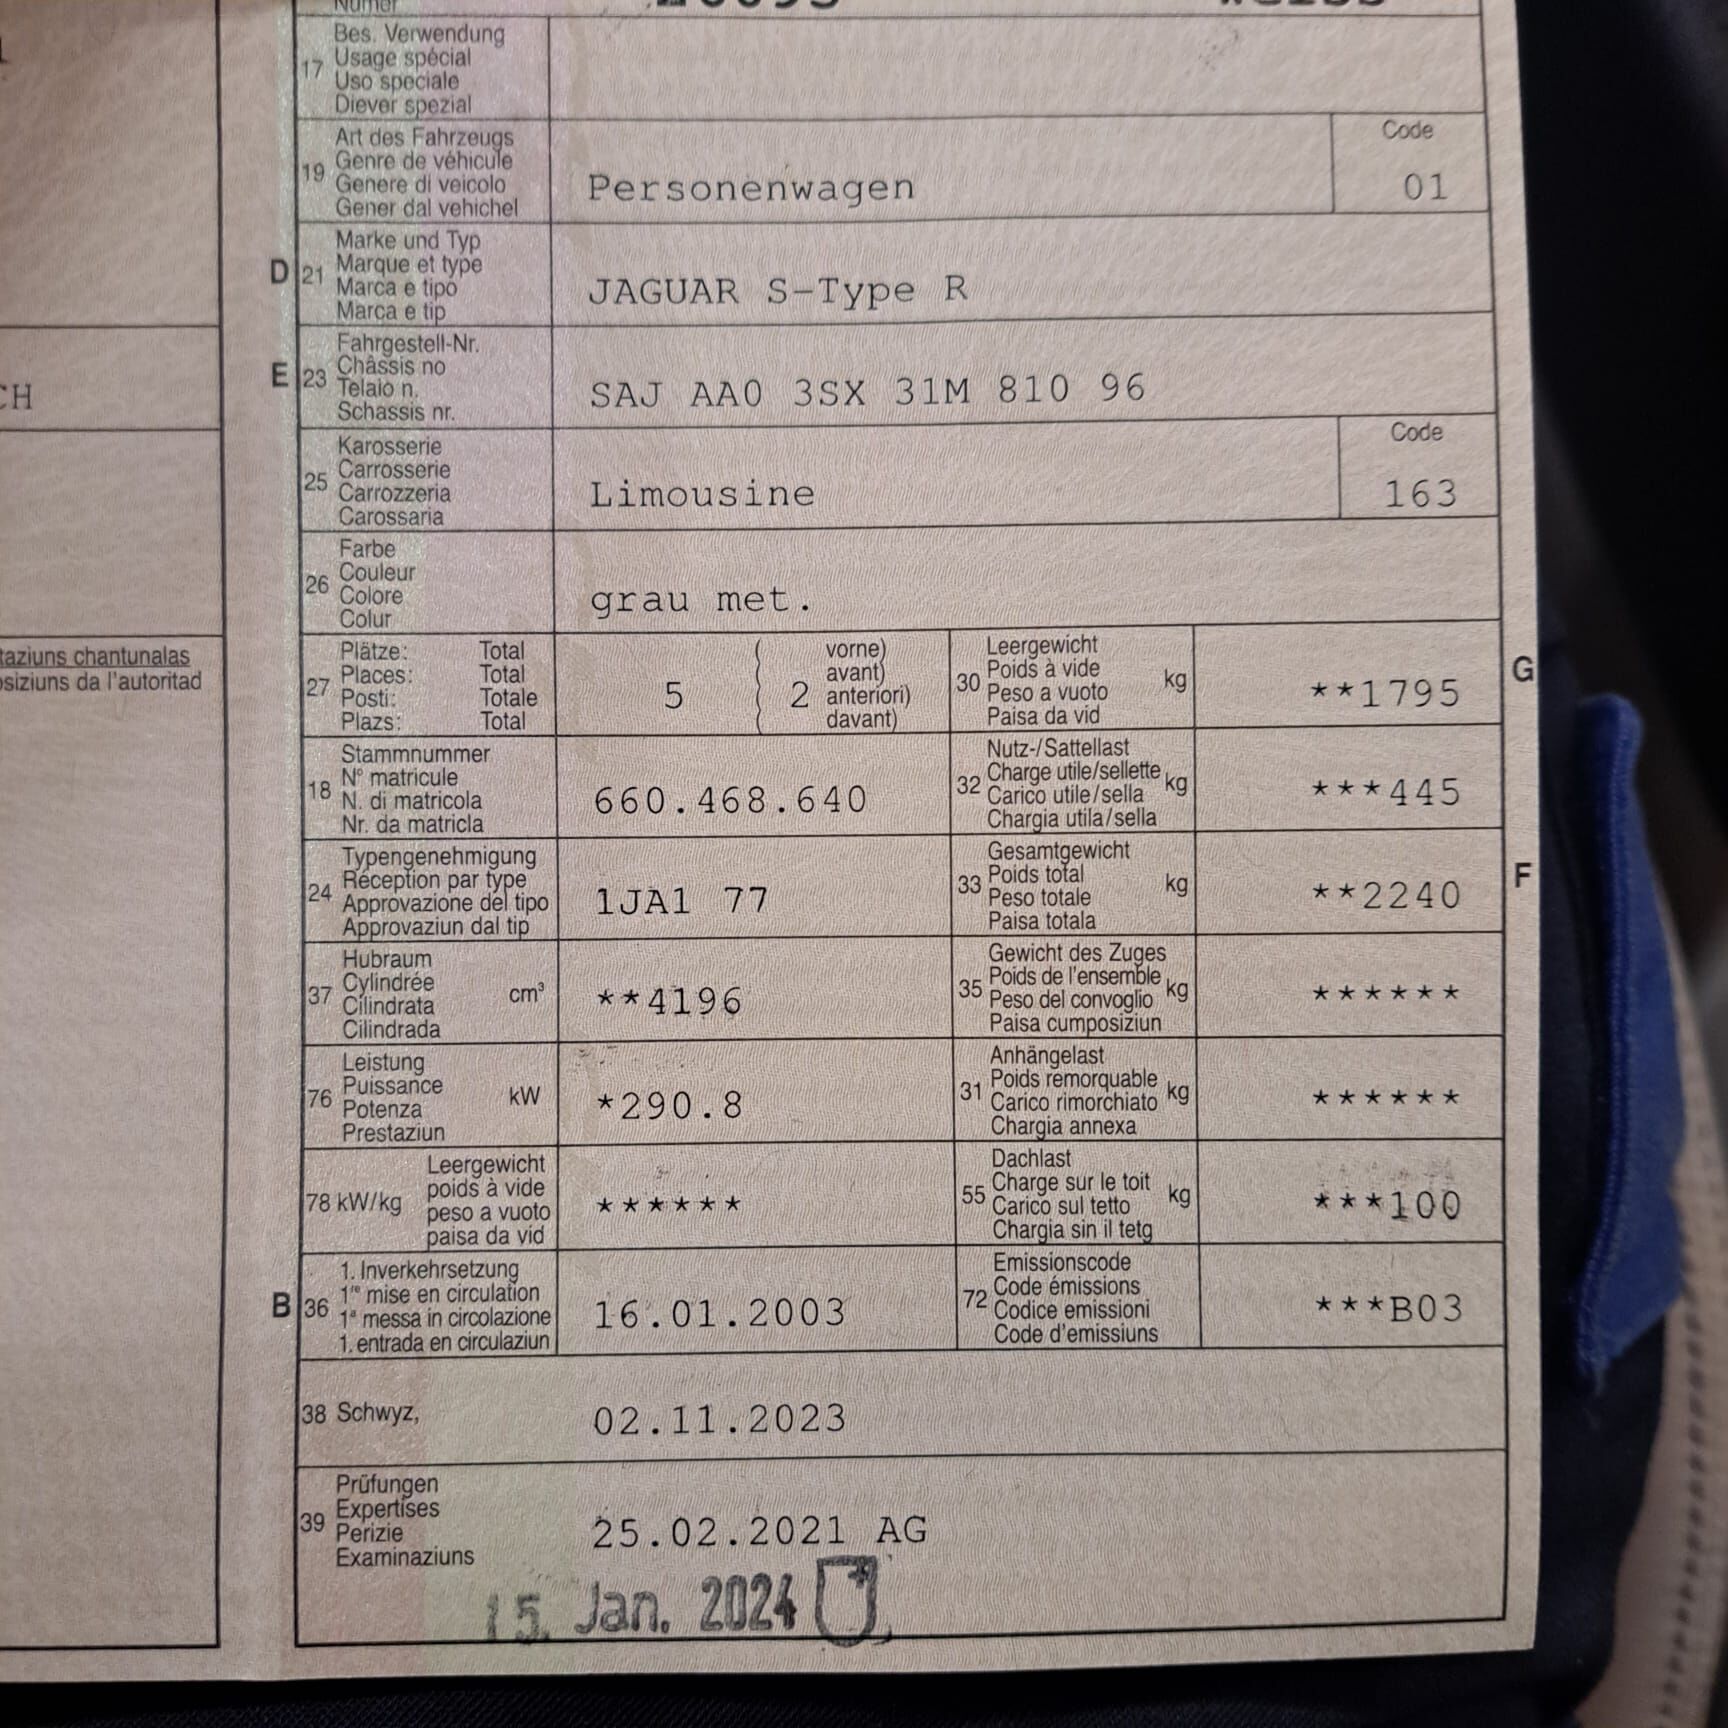 Numer
weiss
Bes. Verwendung
17 Usage spécial
Uso speciale
Diever spezial
Art des Fahrzeugs
19 Genre de véhicule
Genere di veicolo
Gener dal vehichel
Personenwagen
Code
01
Marke und Typ
D 21 Marque et type
Marca e tipo
Marca e tip
JAGUAR S-Type R
Fahrgestell-Nr.
E 23 Châssis no
Telaio n.
Schassis nr.
SAJ AA0 3SX 31M 810 96
CH
Karosserie
25 Carrosserie
Carrozzeria
Carossaria
Limousine
Code
163
Farbe
26 Couleur
Colore
Colur
grau met.
taziuns chantunalas
osiziuns da l'autoritad
Plätze: Total
27 Places: Total
Posti: Totale
Plazs: Total
5 ( 2 vorne)
avant)
anteriori)
davant)
Leergewicht
30 Poids à vide kg
Peso a vuoto
Paisa da vid
**1795
G
Stammnummer
18 N° matricule
N. di matricola
Nr. da matricla
660.468.640
Nutz-/Sattellast
32 Charge utile/sellette kg
Carico utile/sella
Chargia utila/sella
***445
Typengenehmigung
24 Réception par type
Approvazione del tipo
Approvaziun dal tip
1JA1 77
Gesamtgewicht
33 Poids total kg
Peso totale
Paisa totala
**2240
F
Hubraum
37 Cylindrée cm³
Cilindrata
Cilindrada
**4196
Gewicht des Zuges
35 Poids de l'ensemble kg
Peso del convoglio
Paisa cumposiziun
******
Leistung
76 Puissance kW
Potenza
Prestaziun
*290.8
Anhängelast
31 Poids remorquable kg
Carico rimorchiato
Chargia annexa
******
Leergewicht
78 kW/kg poids à vide
peso a vuoto
paisa da vid
******
Dachlast
55 Charge sur le toit kg
Carico sul tetto
Chargia sin il tetg
***100
1. Inverkehrsetzung
B 36 1re mise en circulation
1a messa in circolazione
1. entrada en circulaziun
16.01.2003
Emissionscode
72 Code émissions
Codice emissioni
Code d'emissiuns
***B03
38 Schwyz,
02.11.2023
Prüfungen
39 Expertises
Perizie
Examinaziuns
25.02.2021 AG
15. Jan. 2024